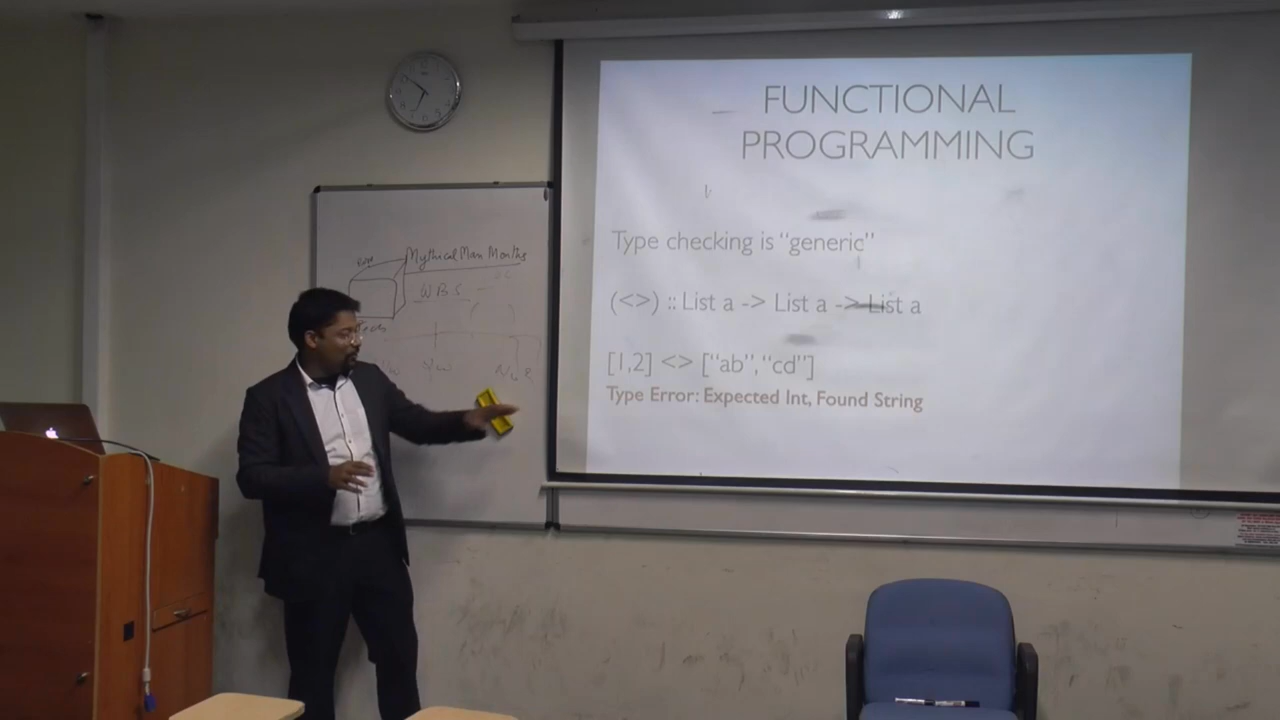 FUNCTIONAL
PROGRAMMING
Type checking is “generic”
(<>) :: List a -> List a -> List a
[1,2] <> [“ab”,“cd”]
Type Error: Expected Int, Found String
Mythical Man Months
WBS